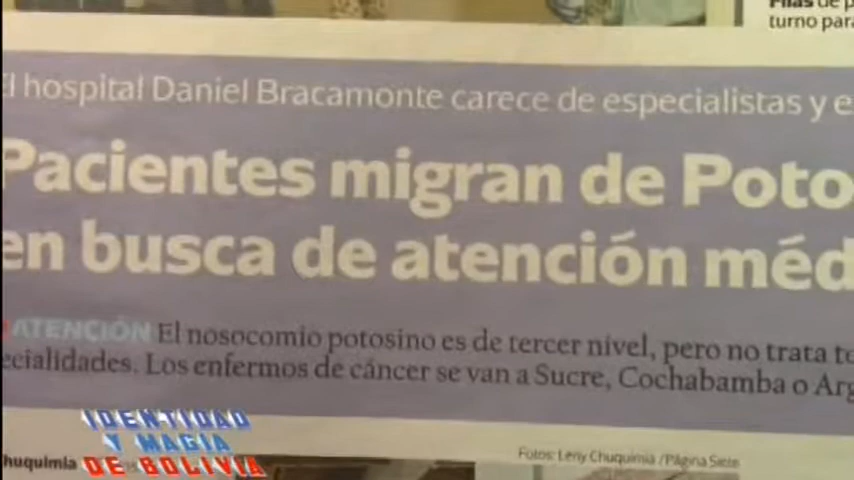 Filas de p
turno para
El hospital Daniel Bracamonte carece de especialistas y e
Pacientes migran de Poto
en busca de atención méd
ATENCIÓN El nosocomio potosino es de tercer nivel, pero no trata te
ecialidades. Los enfermos de cáncer se van a Sucre, Cochabamba o Arg
IDENTIDAD
Y MAGIA
DE BOLIVIA
huquimia
Fotos: Leny Chuquimia /Página Siete